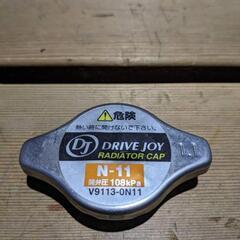 危険
熱い時に開けないで下さい
DJ DRIVE JOY
RADIATOR CAP
N-11
開弁圧 108kPa
V9113-0N11